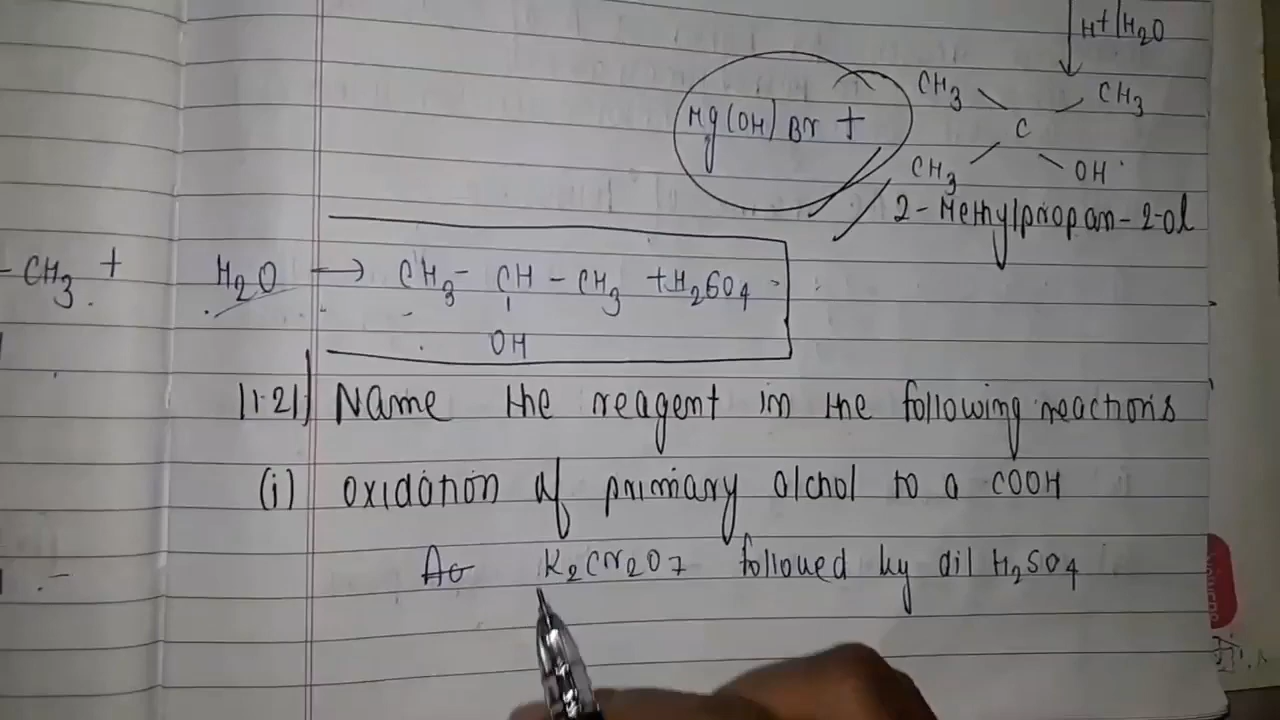 H+/H2O
CH3 CH3
Mg(OH)Br +
C
CH3 OH
2-Methylpropan-2-ol
-CH3 + H2O → CH3 - CH - CH3 + H2SO4
OH
11.21) Name the reagent in the following reactions
(i) oxidation of primary alchol to a COOH
K2Cr2O7 followed by dil H2SO4